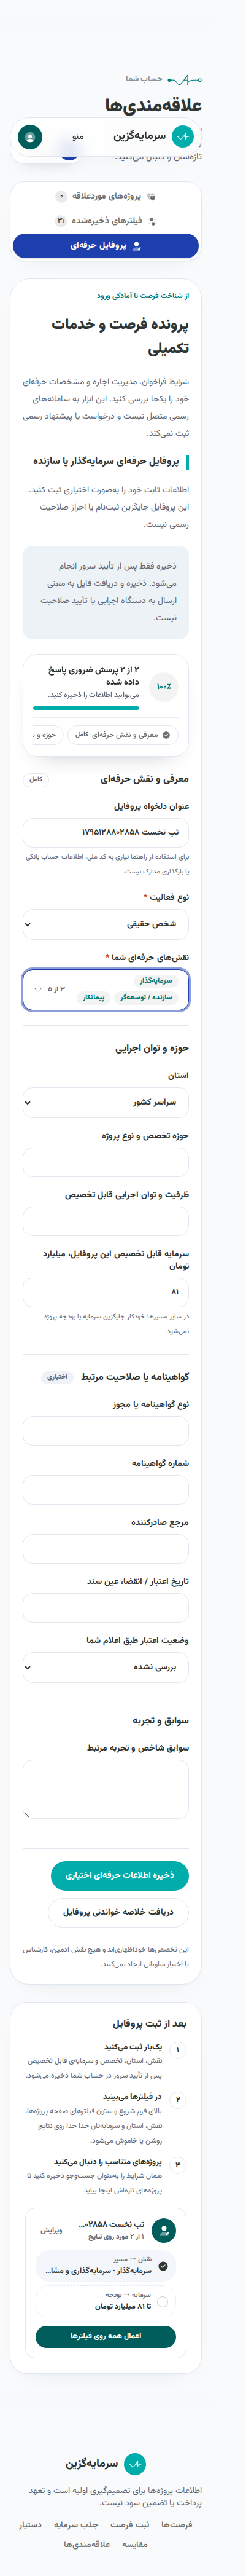 حساب شما
علاقه‌مندی‌ها
سرمایه‌گزین
منو
تازه‌شان را دنبال می‌کنید.
پروژه‌های موردعلاقه ۰
فیلترهای ذخیره‌شده ۳۱
پروفایل حرفه‌ای
از شناخت فرصت تا آمادگی ورود
پرونده فرصت و خدمات
تکمیلی
شرایط فراخوان، مدیریت اجاره و مشخصات حرفه‌ای
خود را یکجا بررسی کنید. این ابزار به سامانه‌های
رسمی متصل نیست و درخواست یا پیشنهاد رسمی
ثبت نمی‌کند.
پروفایل حرفه‌ای سرمایه‌گذار یا سازنده
اطلاعات ثابت خود را به‌صورت اختیاری ثبت کنید.
این پروفایل جایگزین ثبت‌نام یا احراز صلاحیت
رسمی نیست.
ذخیره فقط پس از تأیید سرور انجام
می‌شود. ذخیره و دریافت فایل به معنی
ارسال به دستگاه اجرایی یا تأیید صلاحیت
نیست.
۱۰۰٪
۲ از ۲ پرسش ضروری پاسخ
داده شده
می‌توانید اطلاعات را ذخیره کنید.
معرفی و نقش حرفه‌ای کامل
حوزه و ت
معرفی و نقش حرفه‌ای
کامل
عنوان دلخواه پروفایل
تب نخست ۱۷۹۵۱۲۸۸۰۲۸۵۸
برای استفاده از راهنما نیازی به کد ملی، اطلاعات حساب بانکی
یا بارگذاری مدارک نیست.
نوع فعالیت *
شخص حقیقی
نقش‌های حرفه‌ای شما *
سرمایه‌گذار
سازنده / توسعه‌گر
پیمانکار
۳ از ۵
حوزه و توان اجرایی
استان
سراسر کشور
حوزه تخصص و نوع پروژه
ظرفیت و توان اجرایی قابل تخصیص
سرمایه قابل تخصیص این پروفایل، میلیارد
تومان
۸۱
در سایر مسیرها خودکار جایگزین سرمایه یا بودجه پروژه
نمی‌شود.
گواهینامه یا صلاحیت مرتبط
اختیاری
نوع گواهینامه یا مجوز
شماره گواهینامه
مرجع صادرکننده
تاریخ اعتبار / انقضا، عین سند
وضعیت اعتبار طبق اعلام شما
بررسی نشده
سوابق و تجربه
سوابق شاخص و تجربه مرتبط
ذخیره اطلاعات حرفه‌ای اختیاری
دریافت خلاصه خواندنی پروفایل
این تخصص‌ها خوداظهاری‌اند و هیچ نقش ادمین، کارشناس
یا اختیار سازمانی ایجاد نمی‌کنند.
بعد از ثبت پروفایل
۱
یک‌بار ثبت می‌کنید
نقش، استان، تخصص و سرمایه‌ی قابل تخصیص
پس از تأیید سرور در حساب شما ذخیره می‌شود.
۲
در فیلترها می‌بینید
بالای فرم شروع و ستون فیلترهای صفحه پروژه‌ها،
نقش، استان و سرمایه‌تان جدا جدا روی نتایج
روشن یا خاموش می‌شود.
۳
پروژه‌های متناسب را دنبال می‌کنید
همان شرایط را به‌عنوان جست‌وجو ذخیره کنید تا
پروژه‌های تازه‌اش اینجا بیاید.
تب نخست ۰۲۸۵۸...
۱ از ۲ مورد روی نتایج
ویرایش
نقش ← مسیر
سرمایه‌گذار · سرمایه‌گذاری و مشا...
سرمایه ← بودجه
تا ۸۱ میلیارد تومان
اعمال همه روی فیلترها
سرمایه‌گزین
اطلاعات پروژه‌ها برای تصمیم‌گیری اولیه است و تعهد
پرداخت یا تضمین سود نیست.
فرصت‌ها
ثبت فرصت
جذب سرمایه
دستیار
مقایسه
علاقه‌مندی‌ها